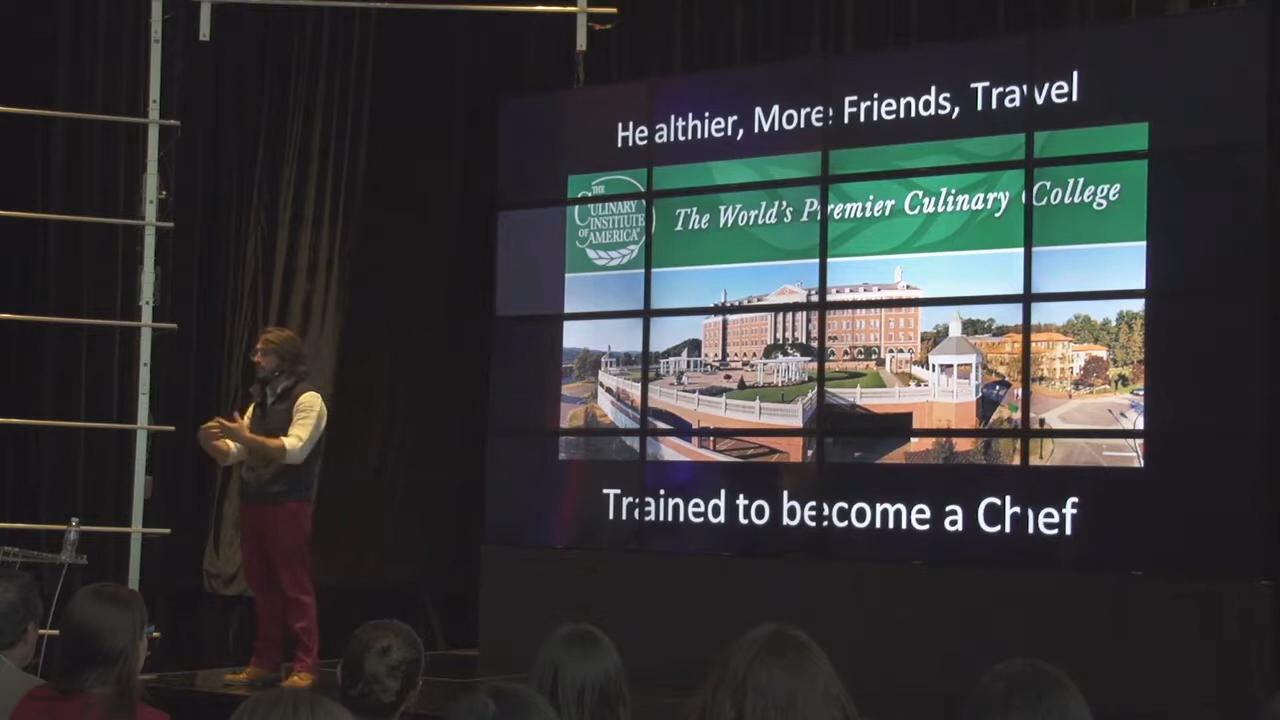 Healthier, More Friends, Travel
THE
CULINARY
INSTITUTE
OF AMERICA®
The World's Premier Culinary College
Trained to become a Chef